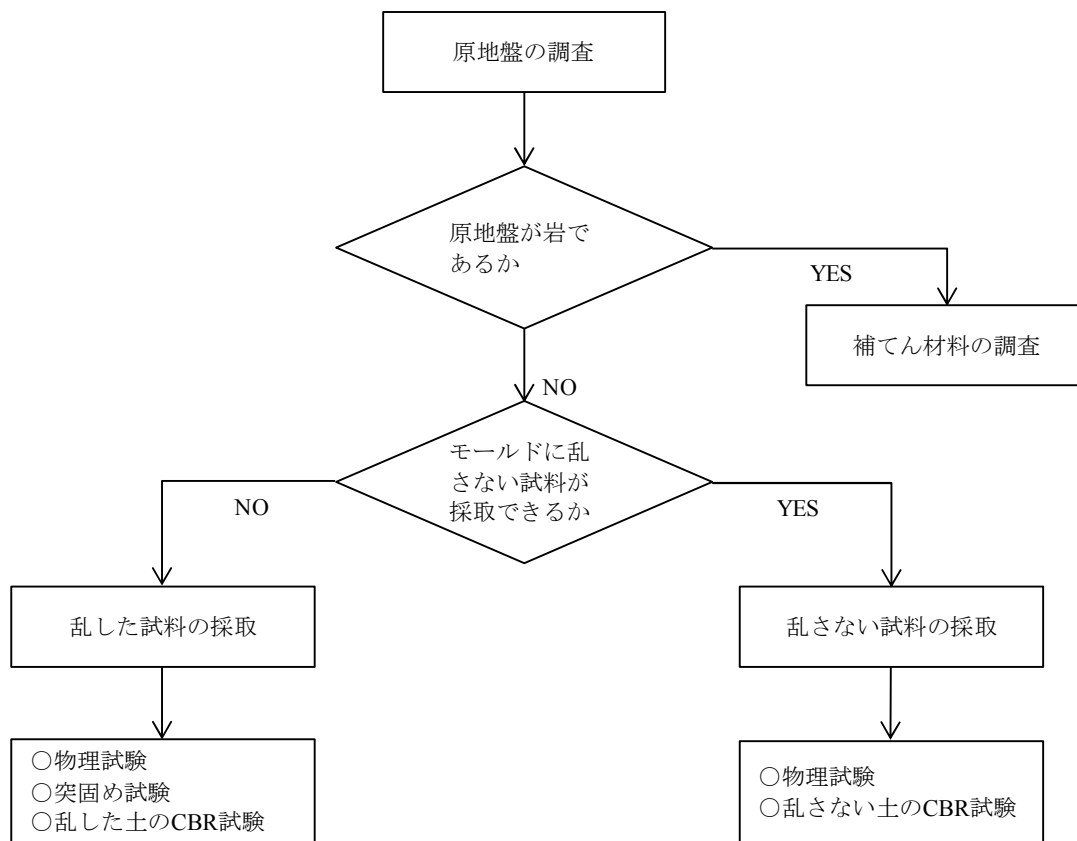 原地盤の調査
原地盤が岩で
あるか
YES
補てん材料の調査
NO
モールドに乱
さない試料が
採取できるか
NO
YES
乱した試料の採取
乱さない試料の採取
○物理試験
○突固め試験
○乱した土のCBR試験
○物理試験
○乱さない土のCBR試験